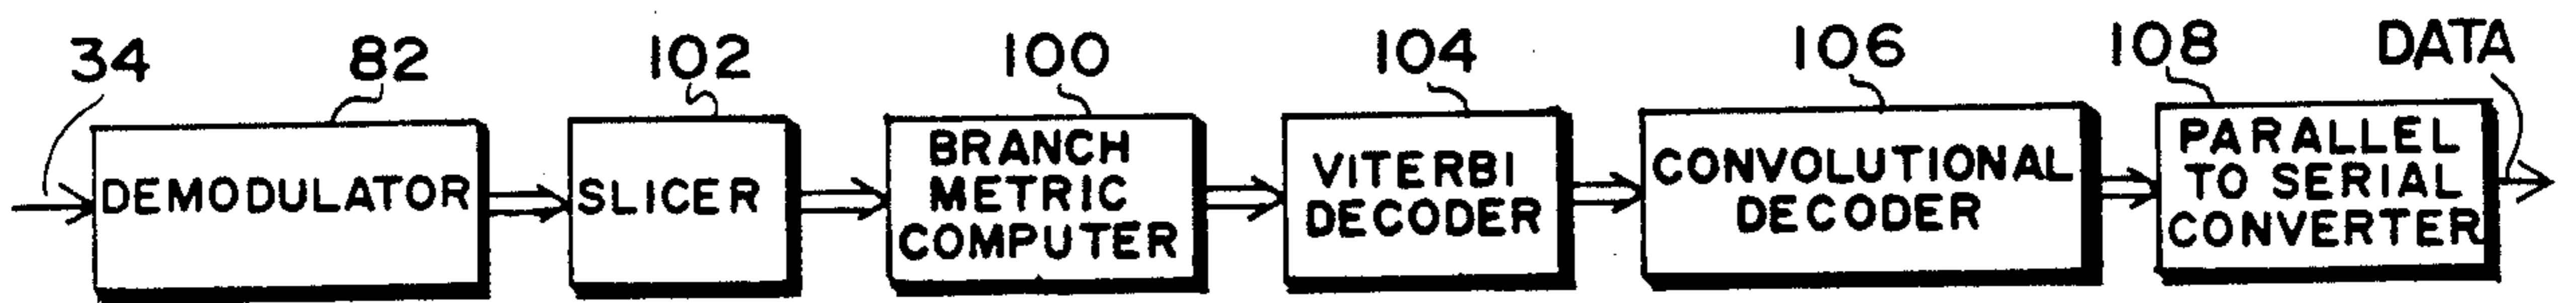 34
82
102
100
104
106
108
DATA
DEMODULATOR
SLICER
BRANCH
METRIC
COMPUTER
VITERBI
DECODER
CONVOLUTIONAL
DECODER
PARALLEL
TO SERIAL
CONVERTER